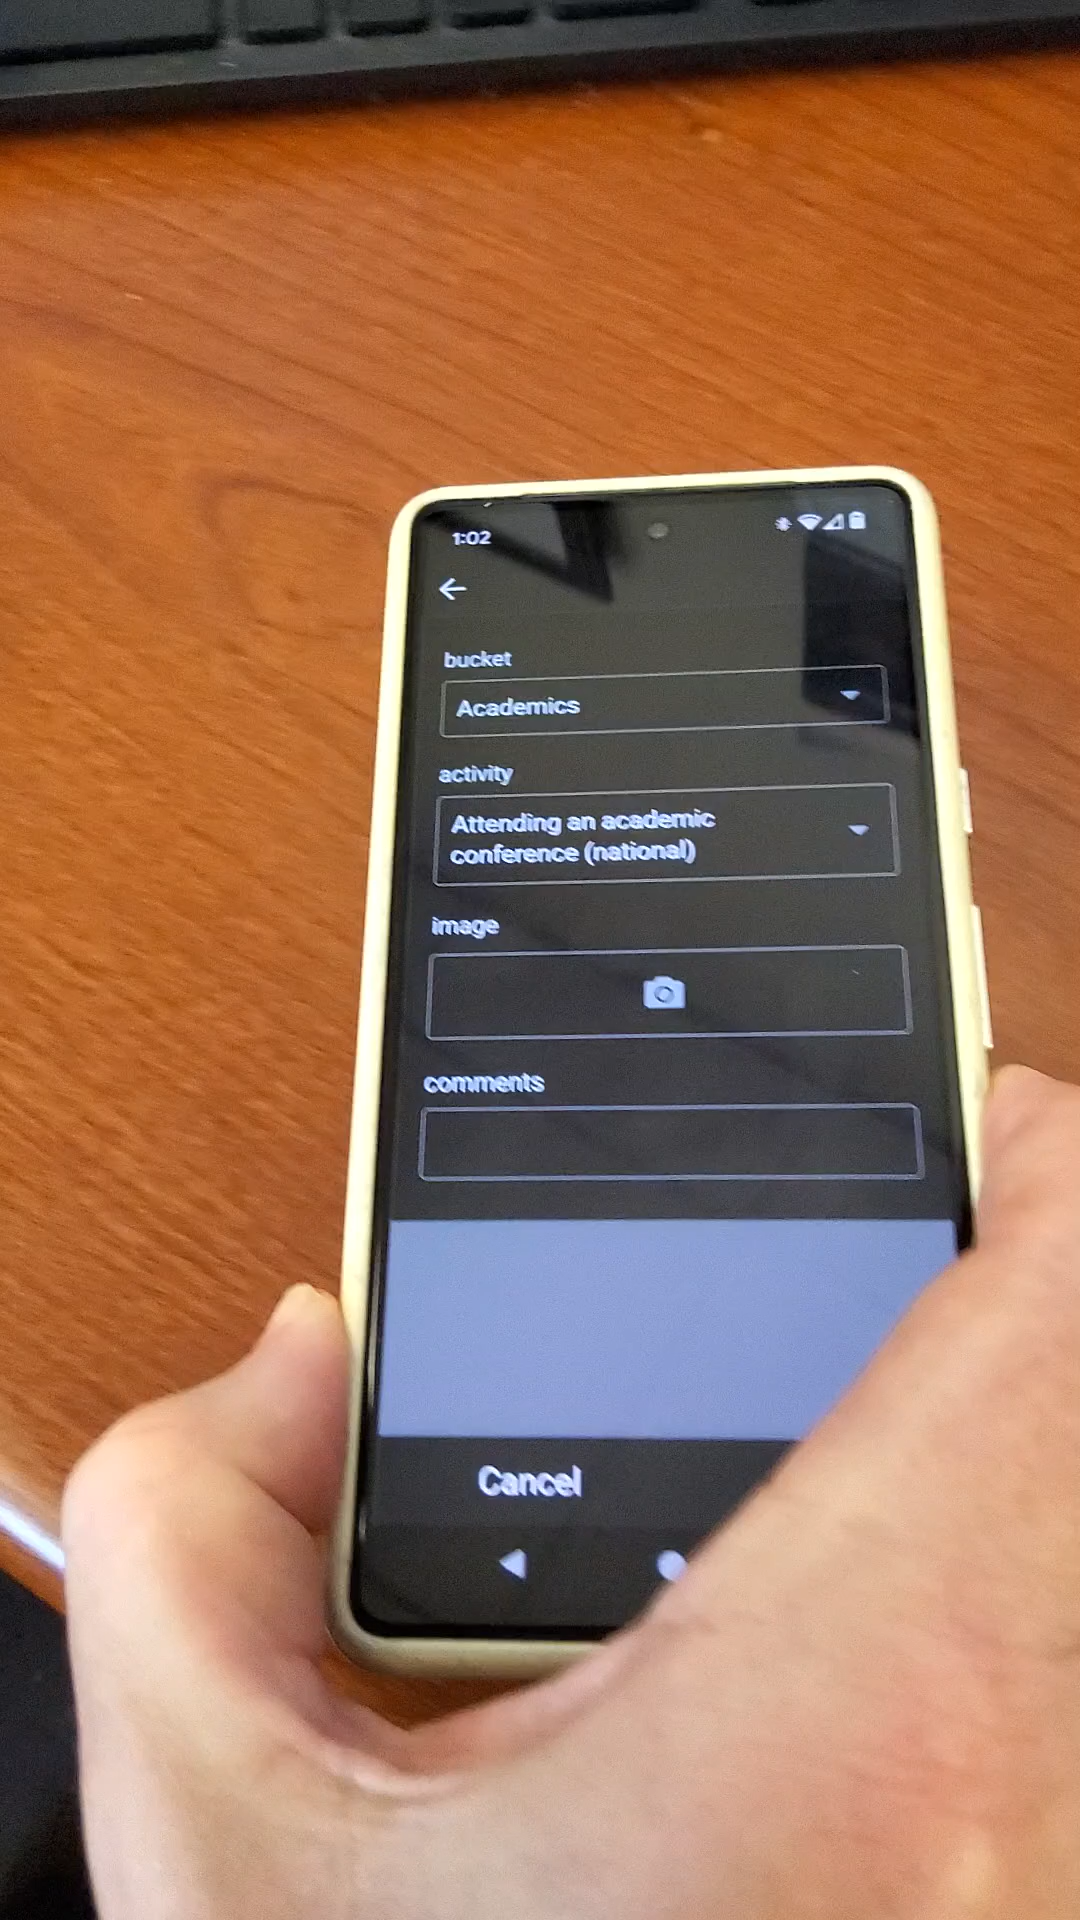 1:02
bucket
Academics
activity
Attending an academic
conference (national)
image
comments
Cancel